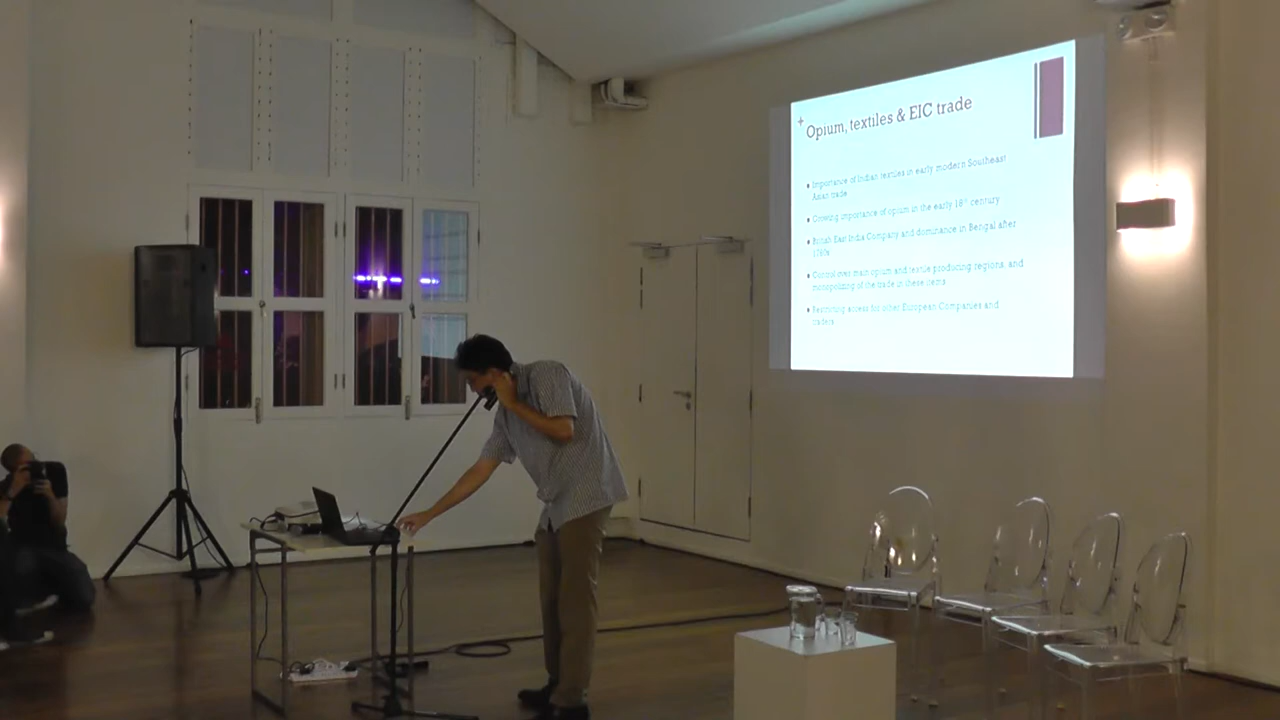 +
Opium, textiles & EIC trade
• Importance of Indian textiles in early modern Southeast
Asian trade
• Growing importance of opium in the early 18th century
• British East India Company and dominance in Bengal after
1760s
• Control over main opium and textile producing regions, and
monopolizing of the trade in these items
• Restricting access for other European Companies and
traders